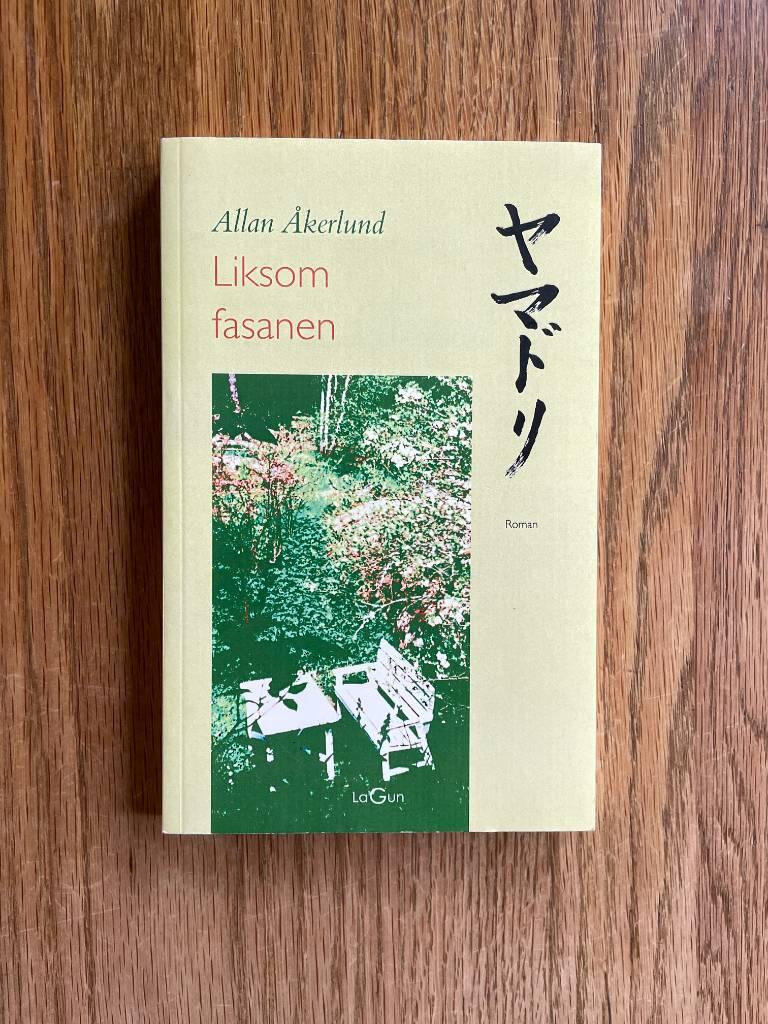 Allan Åkerlund
Liksom
fasanen
ヤマドリ
Roman
LaGun